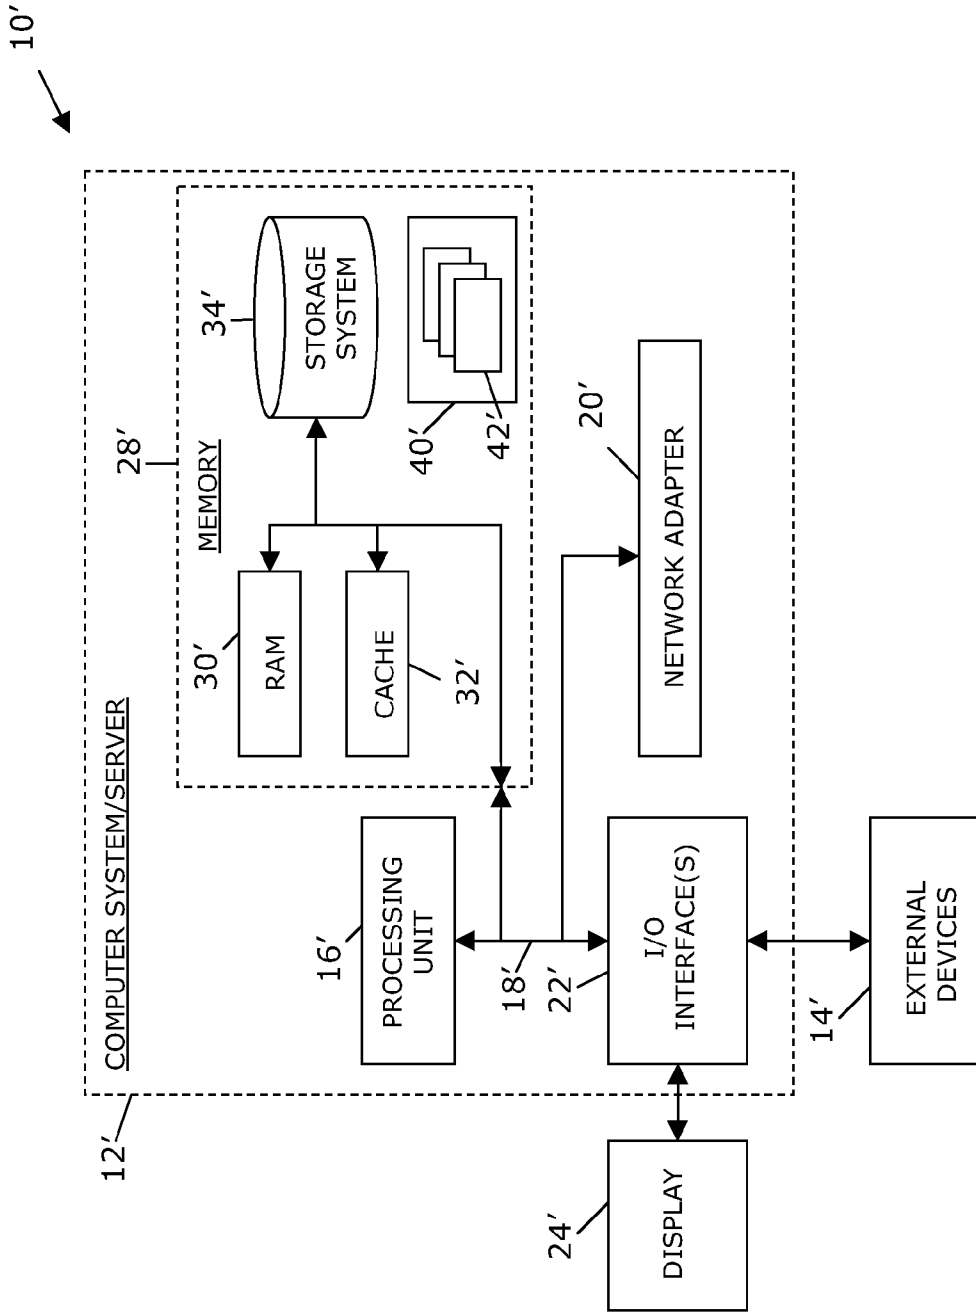 10′
COMPUTER SYSTEM/SERVER
12′
28′
MEMORY
34′
STORAGE
SYSTEM
30′
RAM
CACHE
32′
40′
42′
16′
PROCESSING
UNIT
18′
20′
NETWORK ADAPTER
22′
I/O
INTERFACE(S)
24′
DISPLAY
14′
EXTERNAL
DEVICES